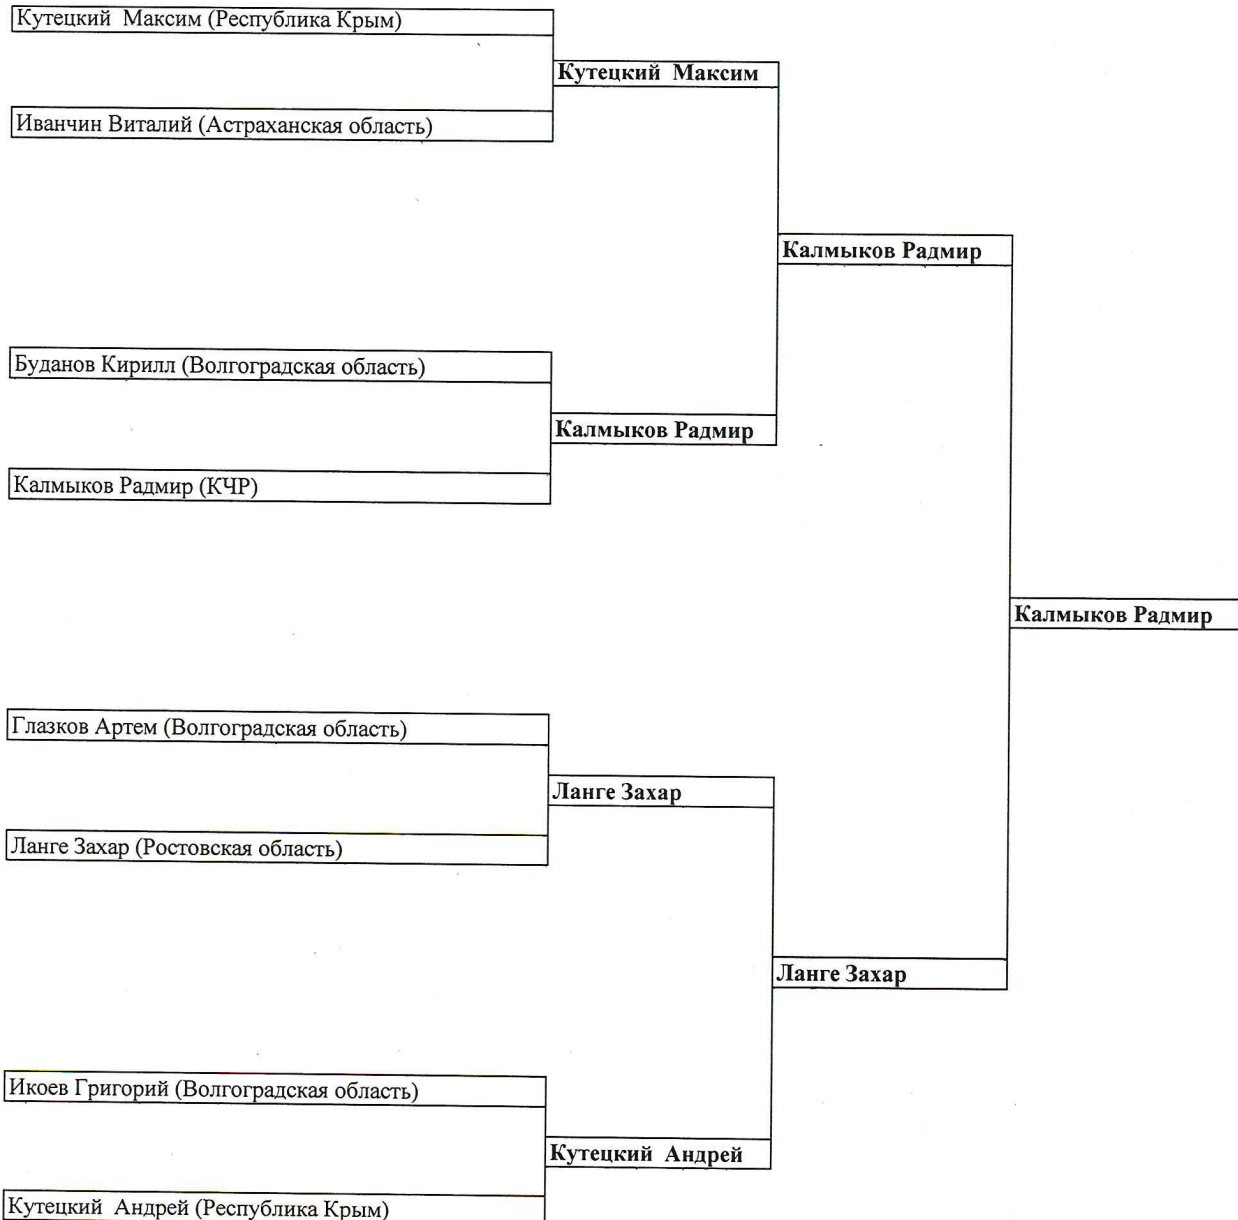 Кутецкий Максим (Республика Крым)
Кутецкий Максим
Иванчин Виталий (Астраханская область)
Калмыков Радмир
Буданов Кирилл (Волгоградская область)
Калмыков Радмир
Калмыков Радмир (КЧР)
Калмыков Радмир
Глазков Артем (Волгоградская область)
Ланге Захар
Ланге Захар (Ростовская область)
Ланге Захар
Икоев Григорий (Волгоградская область)
Кутецкий Андрей
Кутецкий Андрей (Республика Крым)